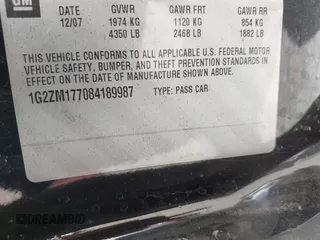 GM
DATE GVWR GAWR FRT GAWR RR
12/07 1974 KG 1120 KG 854 KG
4350 LB 2468 LB 1882 LB
THIS VEHICLE CONFORMS TO ALL APPLICABLE U.S. FEDERAL MOTOR
VEHICLE SAFETY, BUMPER, AND THEFT PREVENTION STANDARDS IN
EFFECT ON THE DATE OF MANUFACTURE SHOWN ABOVE.
1G2ZM177084189987 TYPE: PASS CAR
DREAMBID